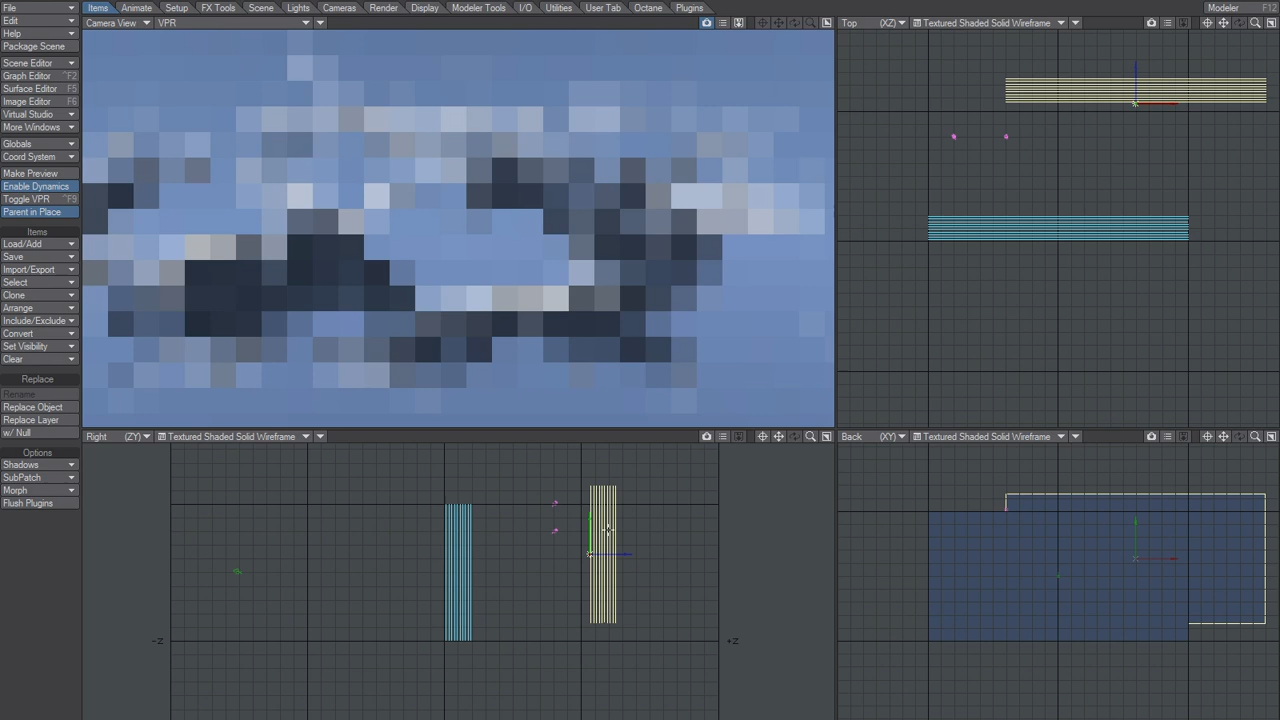 File Items Animate Setup FX Tools Scene Lights Cameras Render Display Modeler Tools I/O Utilities User Tab Octane Plugins Modeler F12
Edit
Help
Package Scene
Camera View VPR
Top (XZ) Textured Shaded Solid Wireframe
Scene Editor
Graph Editor ^F2
Surface Editor F5
Image Editor F6
Virtual Studio
More Windows
Globals
Coord System
Make Preview
Enable Dynamics
Toggle VPR ^F9
Parent in Place
Items
Load/Add
Save
Import/Export
Select
Clone
Arrange
Include/Exclude
Convert
Set Visibility
Clear
Replace
Rename
Replace Object
Replace Layer
w/ Null
Options
Shadows
SubPatch
Morph
Flush Plugins
Right (ZY) Textured Shaded Solid Wireframe
-Z
+Z
Back (XY) Textured Shaded Solid Wireframe